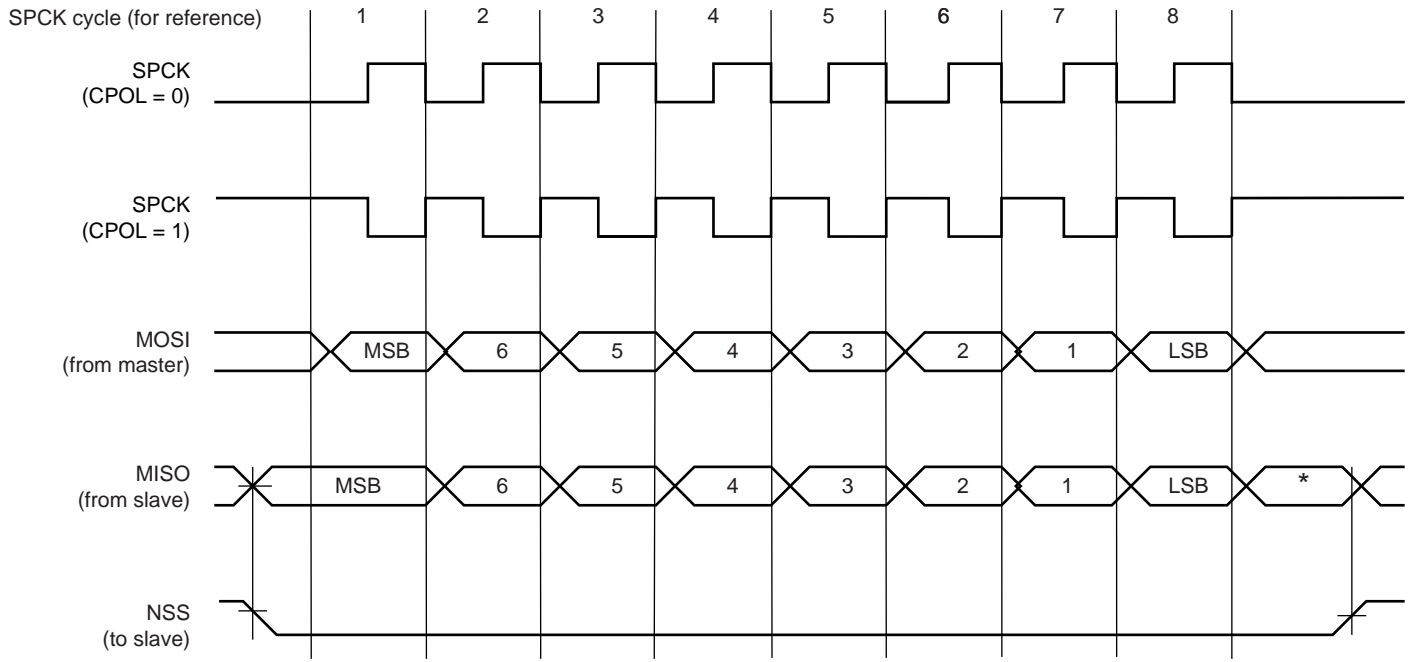 SPCK cycle (for reference) 1 2 3 4 5 6 7 8
SPCK
(CPOL = 0)
SPCK
(CPOL = 1)
MOSI
(from master)
MSB 6 5 4 3 2 1 LSB
MISO
(from slave)
MSB 6 5 4 3 2 1 LSB *
NSS
(to slave)